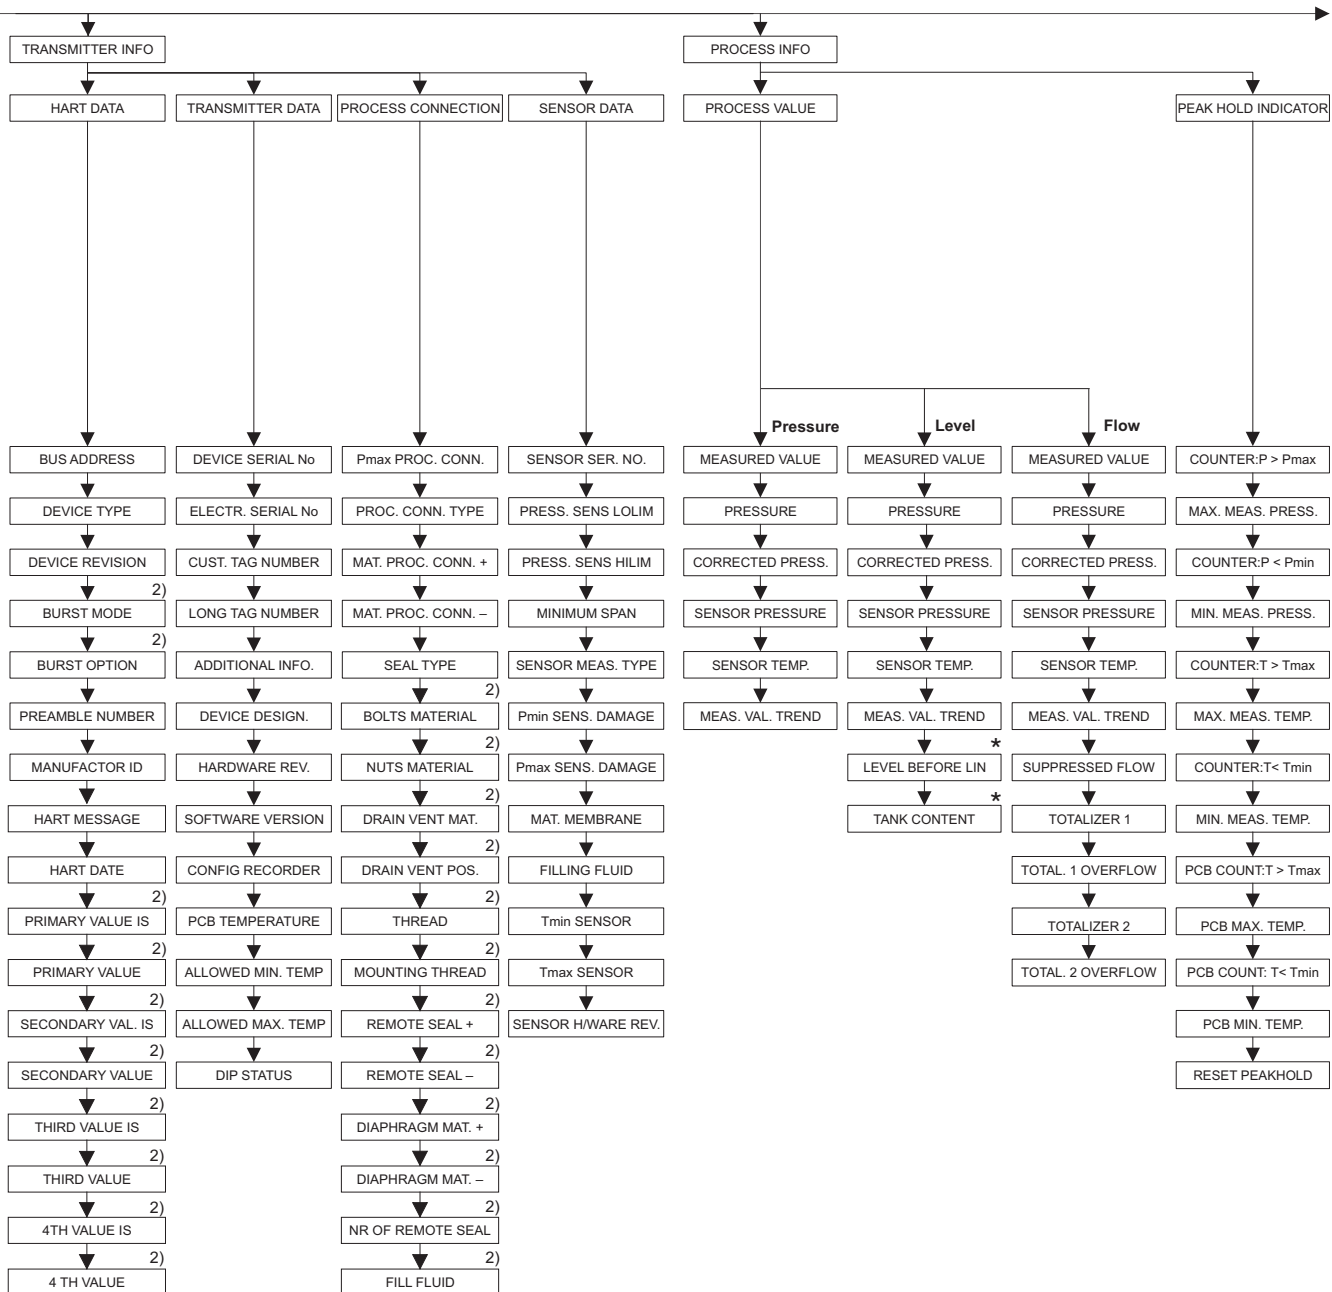 TRANSMITTER INFO
PROCESS INFO
HART DATA
TRANSMITTER DATA
PROCESS CONNECTION
SENSOR DATA
PROCESS VALUE
PEAK HOLD INDICATOR
BUS ADDRESS
DEVICE TYPE
DEVICE REVISION
2)
BURST MODE
2)
BURST OPTION
PREAMBLE NUMBER
MANUFACTOR ID
HART MESSAGE
HART DATE
2)
PRIMARY VALUE IS
2)
PRIMARY VALUE
2)
SECONDARY VAL. IS
2)
SECONDARY VALUE
2)
THIRD VALUE IS
2)
THIRD VALUE
2)
4TH VALUE IS
2)
4 TH VALUE
DEVICE SERIAL No
ELECTR. SERIAL No
CUST. TAG NUMBER
LONG TAG NUMBER
ADDITIONAL INFO.
DEVICE DESIGN.
HARDWARE REV.
SOFTWARE VERSION
CONFIG RECORDER
PCB TEMPERATURE
ALLOWED MIN. TEMP
ALLOWED MAX. TEMP
DIP STATUS
Pmax PROC. CONN.
PROC. CONN. TYPE
MAT. PROC. CONN. +
MAT. PROC. CONN. –
SEAL TYPE
2)
BOLTS MATERIAL
2)
NUTS MATERIAL
2)
DRAIN VENT MAT.
2)
DRAIN VENT POS.
2)
THREAD
2)
MOUNTING THREAD
2)
REMOTE SEAL +
2)
REMOTE SEAL –
2)
DIAPHRAGM MAT. +
2)
DIAPHRAGM MAT. –
2)
NR OF REMOTE SEAL
2)
FILL FLUID
SENSOR SER. NO.
PRESS. SENS LOLIM
PRESS. SENS HILIM
MINIMUM SPAN
SENSOR MEAS. TYPE
Pmin SENS. DAMAGE
Pmax SENS. DAMAGE
MAT. MEMBRANE
FILLING FLUID
Tmin SENSOR
Tmax SENSOR
SENSOR H/WARE REV.
Pressure
MEASURED VALUE
PRESSURE
CORRECTED PRESS.
SENSOR PRESSURE
SENSOR TEMP.
MEAS. VAL. TREND
Level
MEASURED VALUE
PRESSURE
CORRECTED PRESS.
SENSOR PRESSURE
SENSOR TEMP.
MEAS. VAL. TREND
*
LEVEL BEFORE LIN
*
TANK CONTENT
Flow
MEASURED VALUE
PRESSURE
CORRECTED PRESS.
SENSOR PRESSURE
SENSOR TEMP.
MEAS. VAL. TREND
SUPPRESSED FLOW
TOTALIZER 1
TOTAL. 1 OVERFLOW
TOTALIZER 2
TOTAL. 2 OVERFLOW
COUNTER:P > Pmax
MAX. MEAS. PRESS.
COUNTER:P < Pmin
MIN. MEAS. PRESS.
COUNTER:T > Tmax
MAX. MEAS. TEMP.
COUNTER:T< Tmin
MIN. MEAS. TEMP.
PCB COUNT:T > Tmax
PCB MAX. TEMP.
PCB COUNT: T< Tmin
PCB MIN. TEMP.
RESET PEAKHOLD